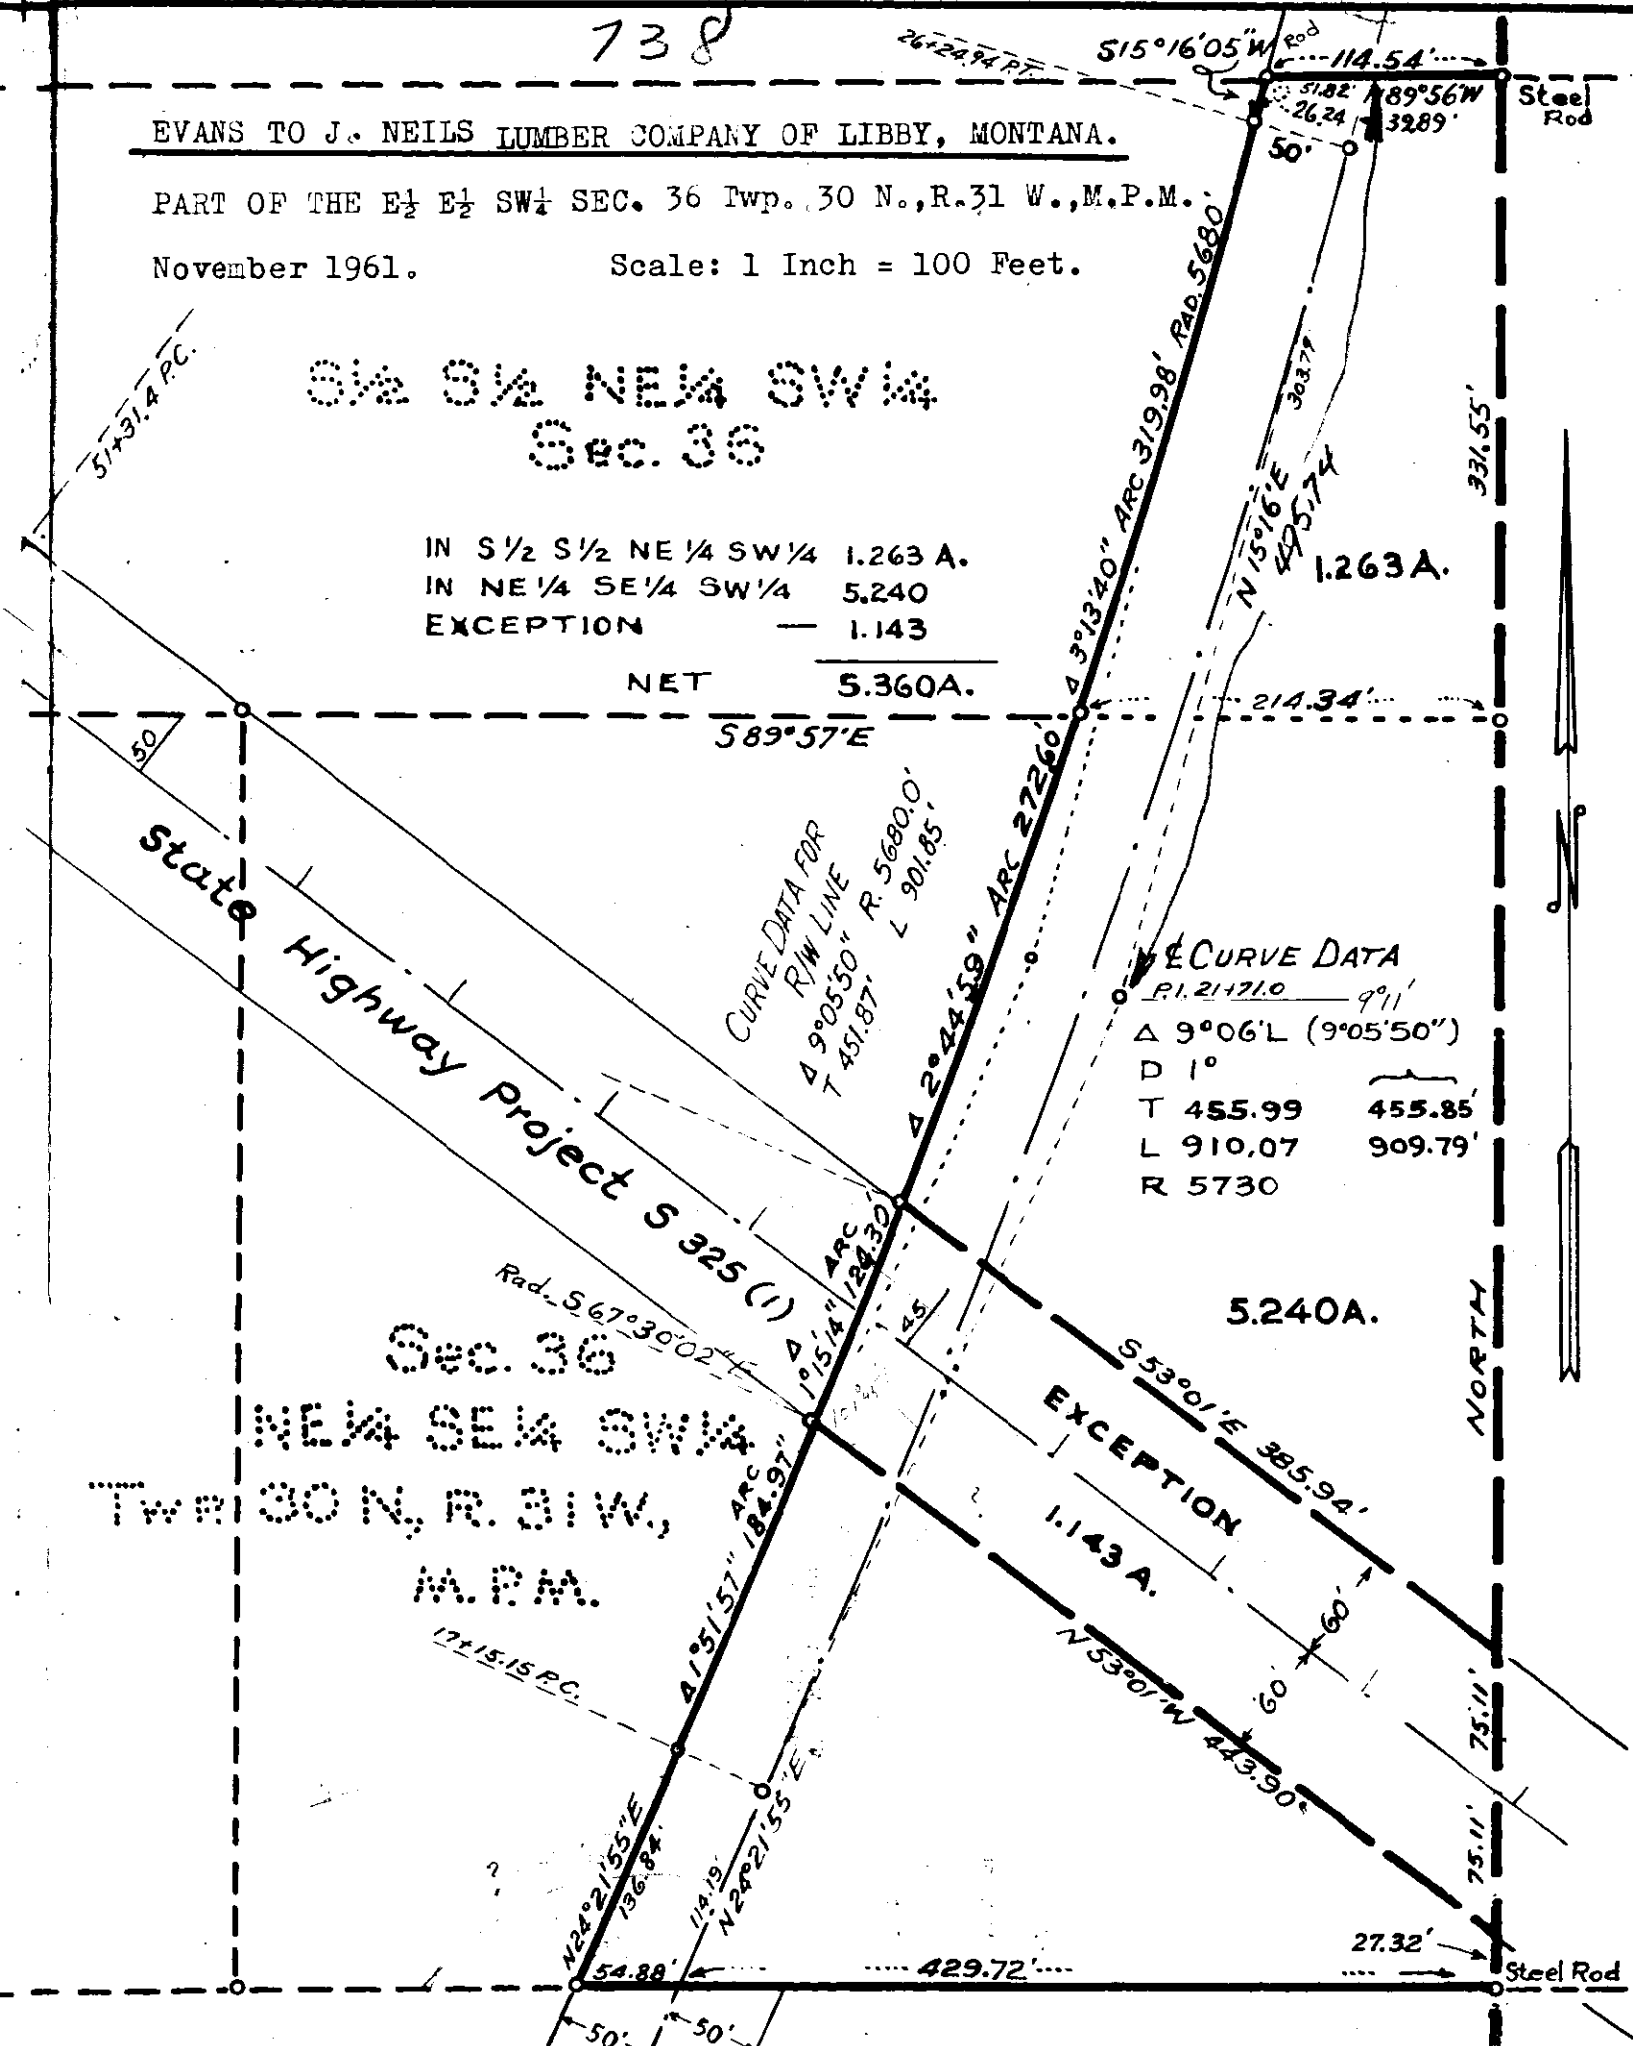 738
26+24.94 P.T.
S15°16'05"W
Rod
114.54'
51.82'
N89°56'W
26.24
39.89'
50'
Steel
Rod
EVANS TO J. NEILS LUMBER COMPANY OF LIBBY, MONTANA.
PART OF THE E½ E½ SW¼ SEC. 36 Twp. 30 N.,R.31 W.,M.P.M.
November 1961.
Scale: 1 Inch = 100 Feet.
51+31.4 P.C.
S½ S½ NE¼ SW¼
Sec. 36
IN S½ S½ NE¼ SW¼ 1.263 A.
IN NE¼ SE¼ SW¼ 5.240
EXCEPTION — 1.143
NET 5.360A.
Δ 3°13'40" ARC 319.98' RAD. 5680'
303.79
N 15°16'E
495.74
331.55'
1.263A.
214.34'
S89°57'E
50
State Highway Project S 325 (1)
CURVE DATA FOR
R/W LINE
Δ 9°05'50" R. 5680.0'
T 451.87' L 901.85'
Δ 2°44'59" ARC 272.60'
℄ CURVE DATA
P.I. 21+71.0 9°11'
Δ 9°06'L (9°05'50")
D 1°
T 455.99 455.85'
L 910.07 909.79'
R 5730
N
5.240A.
NORTH
Δ 1°15'14" ARC 124.30'
45
Rad. S67°30'02"E
Sec. 36
NE¼ SE¼ SW¼
Twp. 30 N., R. 31 W.,
M.P.M.
S 53°01'E 385.94'
EXCEPTION
1.143 A.
60'
60'
N 53°01'W 443.90'
Δ 1°51'57" ARC 184.97'
17+15.15 P.C.
75.11'
75.11'
N24°21'55"E
136.84'
114.19'
N24°21'55"E
?
?
27.32'
54.88'
429.72'
Steel Rod
50'
50'